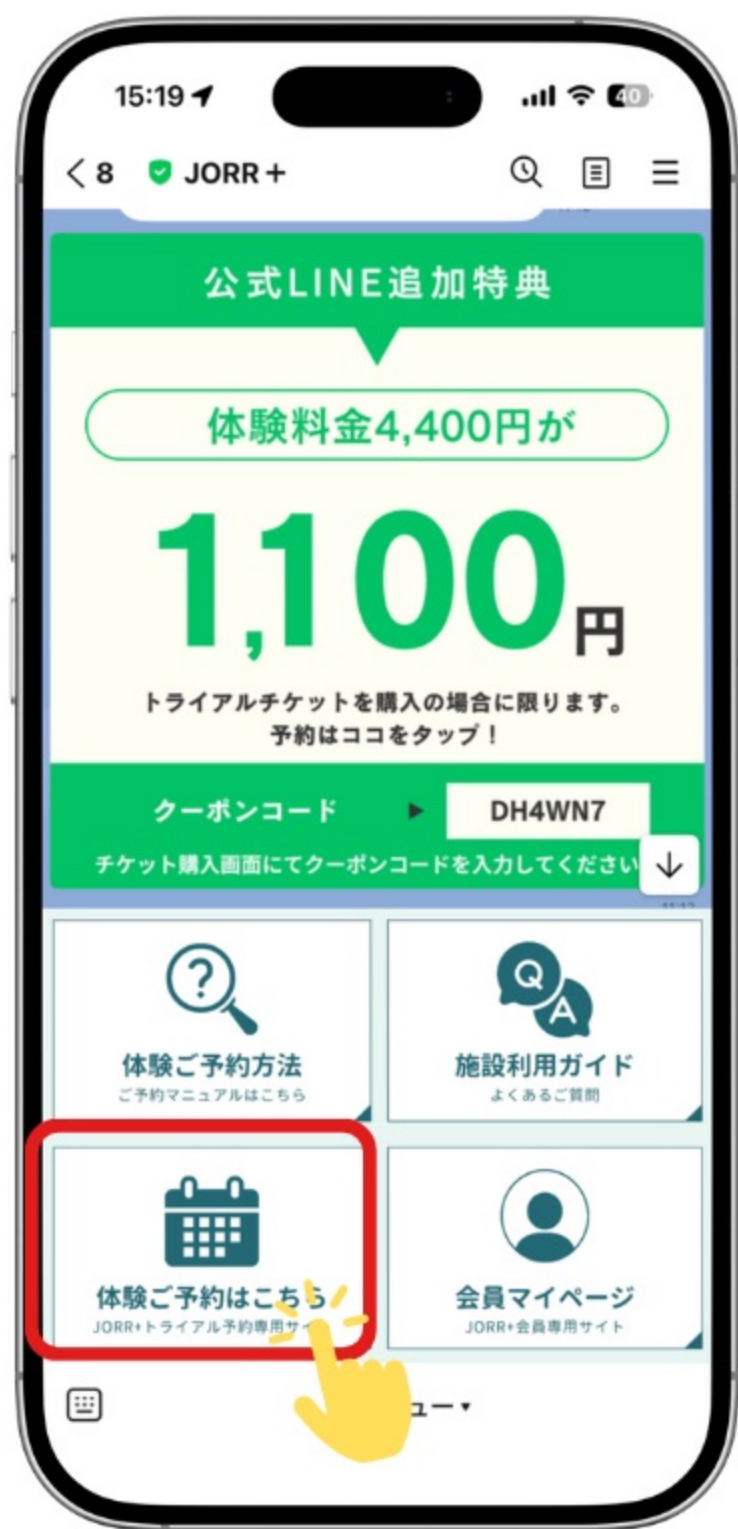 15:19
40
8 JORR+
公式LINE追加特典
体験料金4,400円が
1,100円
トライアルチケットを購入の場合に限ります。
予約はココをタップ！
クーポンコード ▶ DH4WN7
チケット購入画面にてクーポンコードを入力してください
体験ご予約方法
ご予約マニュアルはこちら
施設利用ガイド
よくあるご質問
体験ご予約はこちら
JORR+トライアル予約専用サ
会員マイページ
JORR+会員専用サイト
ュー▾